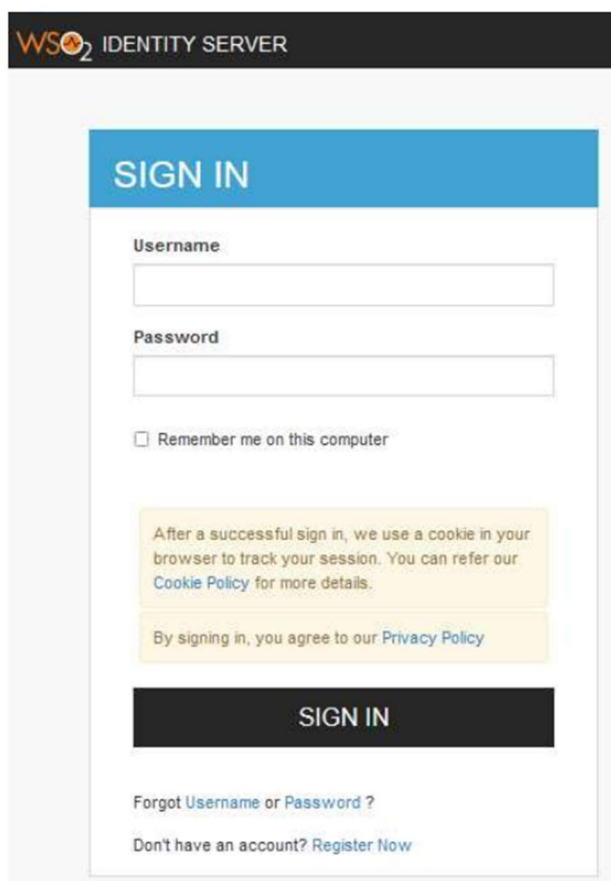 WSO2 IDENTITY SERVER
SIGN IN
Username
Password
Remember me on this computer
After a successful sign in, we use a cookie in your
browser to track your session. You can refer our
Cookie Policy for more details.
By signing in, you agree to our Privacy Policy
SIGN IN
Forgot Username or Password ?
Don't have an account? Register Now